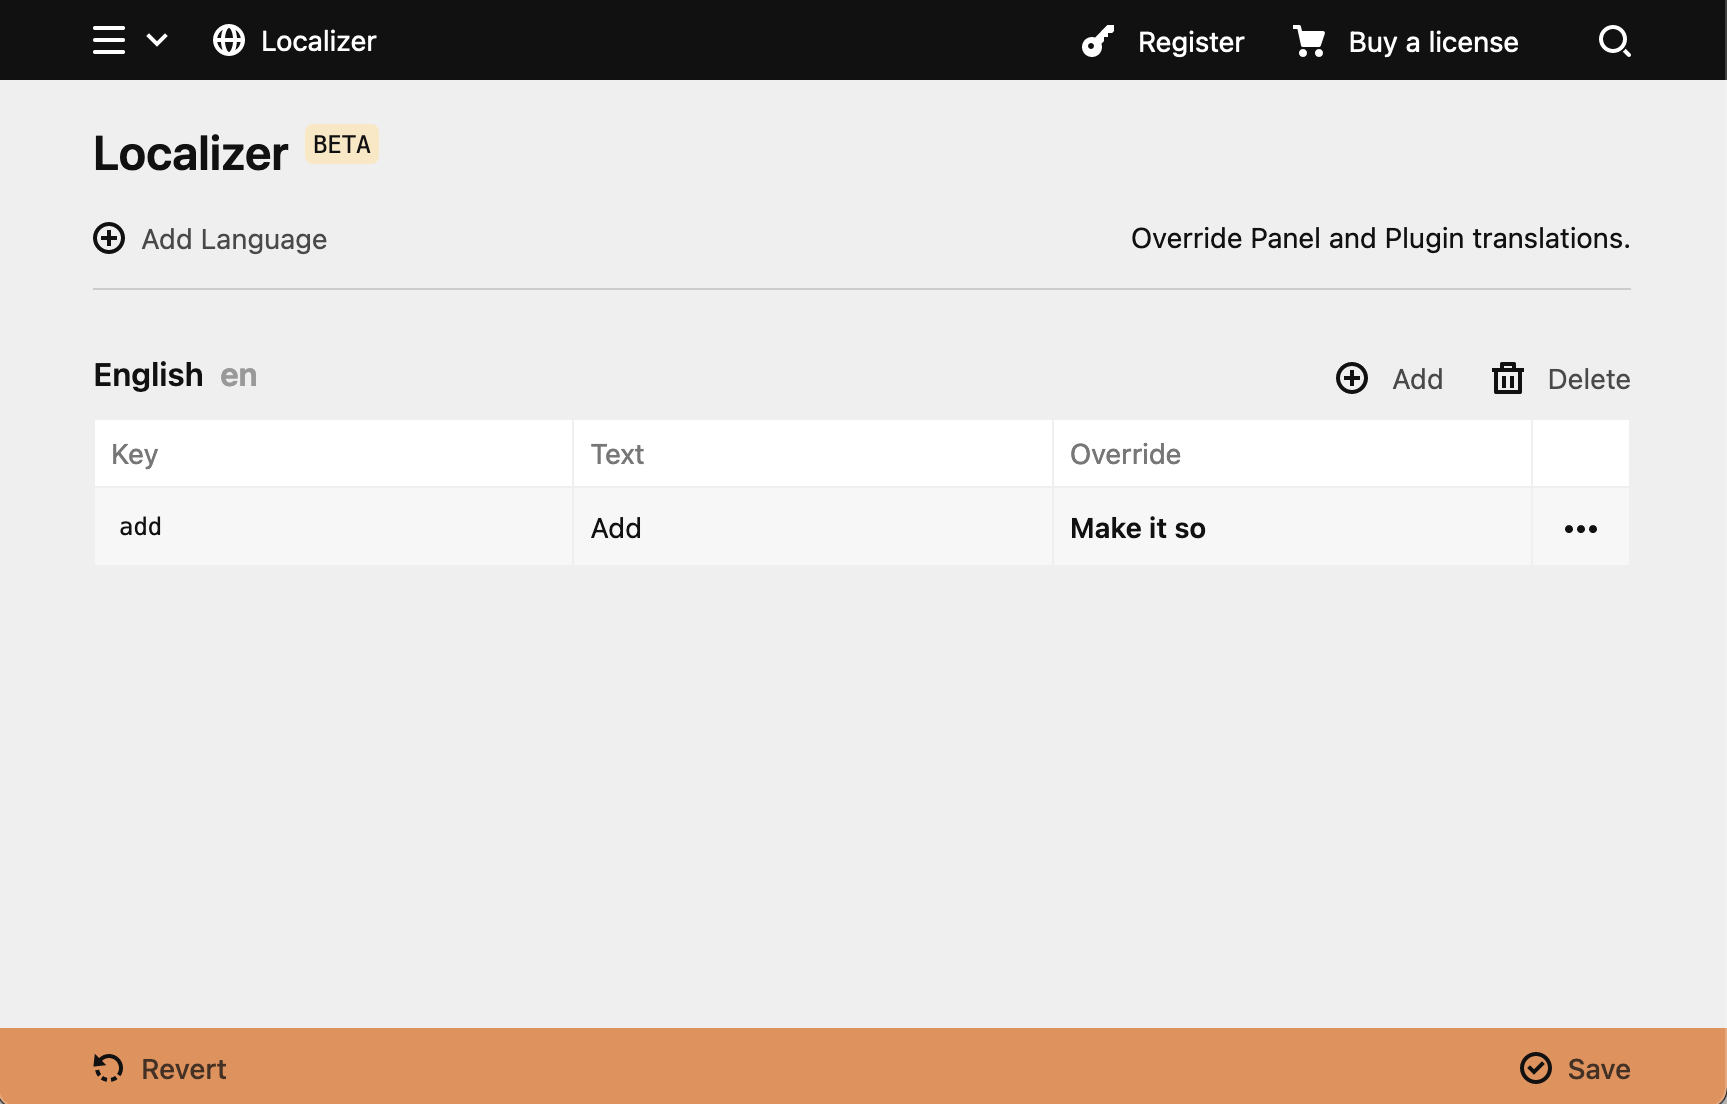 Localizer
Register
Buy a license
Localizer BETA
Add Language
Override Panel and Plugin translations.
English en
Add
Delete
Key
Text
Override
add
Add
Make it so
Revert
Save